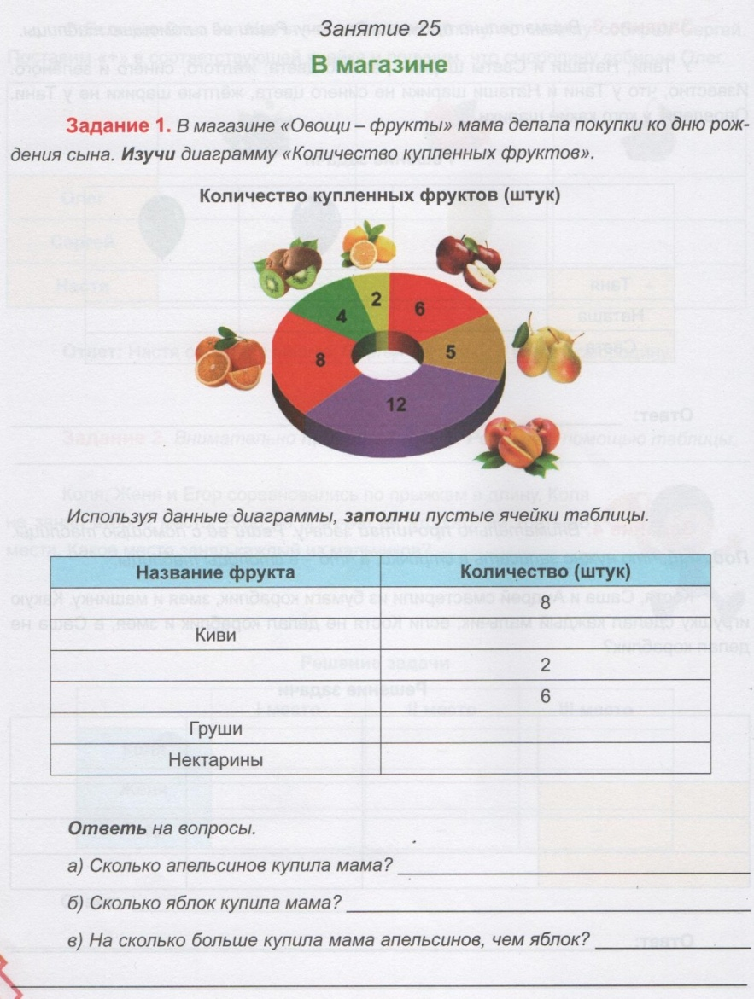 Занятие 25
В магазине
Задание 1. В магазине «Овощи – фрукты» мама делала покупки ко дню рож-
дения сына. Изучи диаграмму «Количество купленных фруктов».
Количество купленных фруктов (штук)
2
6
4
5
8
12
Используя данные диаграммы, заполни пустые ячейки таблицы.
Название фрукта Количество (штук)
8
Киви
2
6
Груши
Нектарины
Ответь на вопросы.
а) Сколько апельсинов купила мама?
б) Сколько яблок купила мама?
в) На сколько больше купила мама апельсинов, чем яблок?